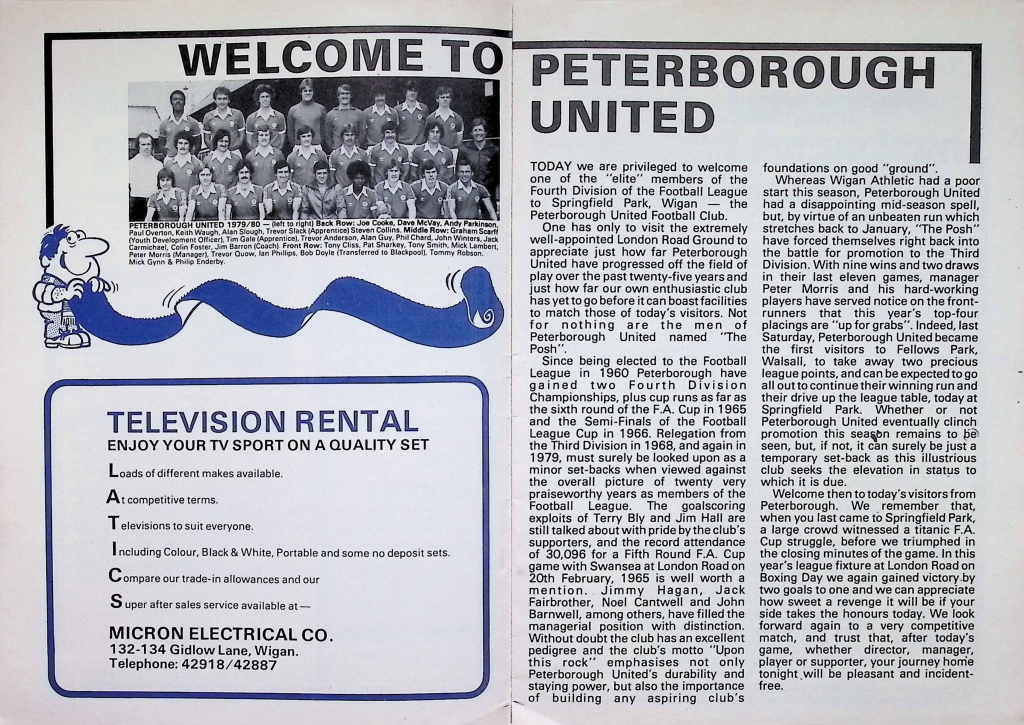 WELCOME TO
PETERBOROUGH UNITED 1979/80 — (left to right) Back Row: Joe Cooke, Dave McVay, Andy Parkinson,
Paul Overton, Keith Waugh, Alan Slough, Trevor Slack (Apprentice) Steven Collins. Middle Row: Graham Scarff
(Youth Development Officer), Tim Gale (Apprentice), Trevor Anderson, Alan Guy, Phil Chard, John Winters, Jack
Carmichael, Colin Foster, Jim Barron (Coach). Front Row: Tony Cliss, Pat Sharkey, Tony Smith, Mick Lambert,
Peter Morris (Manager), Trevor Quow, Ian Phillips, Bob Doyle (Transferred to Blackpool), Tommy Robson,
Mick Gynn & Philip Enderby.
TELEVISION RENTAL
ENJOY YOUR TV SPORT ON A QUALITY SET
Loads of different makes available.
At competitive terms.
Televisions to suit everyone.
Including Colour, Black & White, Portable and some no deposit sets.
Compare our trade-in allowances and our
Super after sales service available at —
MICRON ELECTRICAL CO.
132-134 Gidlow Lane, Wigan.
Telephone: 42918/42887
PETERBOROUGH
UNITED
TODAY we are privileged to welcome
one of the "elite" members of the
Fourth Division of the Football League
to Springfield Park, Wigan — the
Peterborough United Football Club.
One has only to visit the extremely
well-appointed London Road Ground to
appreciate just how far Peterborough
United have progressed off the field of
play over the past twenty-five years and
just how far our own enthusiastic club
has yet to go before it can boast facilities
to match those of today's visitors. Not
for nothing are the men of
Peterborough United named "The
Posh".
Since being elected to the Football
League in 1960 Peterborough have
gained two Fourth Division
Championships, plus cup runs as far as
the sixth round of the F.A. Cup in 1965
and the Semi-Finals of the Football
League Cup in 1966. Relegation from
the Third Division in 1968, and again in
1979, must surely be looked upon as a
minor set-backs when viewed against
the overall picture of twenty very
praiseworthy years as members of the
Football League. The goalscoring
exploits of Terry Bly and Jim Hall are
still talked about with pride by the club's
supporters, and the record attendance
of 30,096 for a Fifth Round F.A. Cup
game with Swansea at London Road on
20th February, 1965 is well worth a
mention. Jimmy Hagan, Jack
Fairbrother, Noel Cantwell and John
Barnwell, among others, have filled the
managerial position with distinction.
Without doubt the club has an excellent
pedigree and the club's motto "Upon
this rock" emphasises not only
Peterborough United's durability and
staying power, but also the importance
of building any aspiring club's
foundations on good "ground".
Whereas Wigan Athletic had a poor
start this season, Peterborough United
had a disappointing mid-season spell,
but, by virtue of an unbeaten run which
stretches back to January, "The Posh"
have forced themselves right back into
the battle for promotion to the Third
Division. With nine wins and two draws
in their last eleven games, manager
Peter Morris and his hard-working
players have served notice on the front-
runners that this year's top-four
placings are "up for grabs". Indeed, last
Saturday, Peterborough United became
the first visitors to Fellows Park,
Walsall, to take away two precious
league points, and can be expected to go
all out to continue their winning run and
their drive up the league table, today at
Springfield Park. Whether or not
Peterborough United eventually clinch
promotion this season remains to be
seen, but, if not, it can surely be just a
temporary set-back as this illustrious
club seeks the elevation in status to
which it is due.
Welcome then to today's visitors from
Peterborough. We remember that,
when you last came to Springfield Park,
a large crowd witnessed a titanic F.A.
Cup struggle, before we triumphed in
the closing minutes of the game. In this
year's league fixture at London Road on
Boxing Day we again gained victory by
two goals to one and we can appreciate
how sweet a revenge it will be if your
side takes the honours today. We look
forward again to a very competitive
match, and trust that, after today's
game, whether director, manager,
player or supporter, your journey home
tonight will be pleasant and incident-
free.